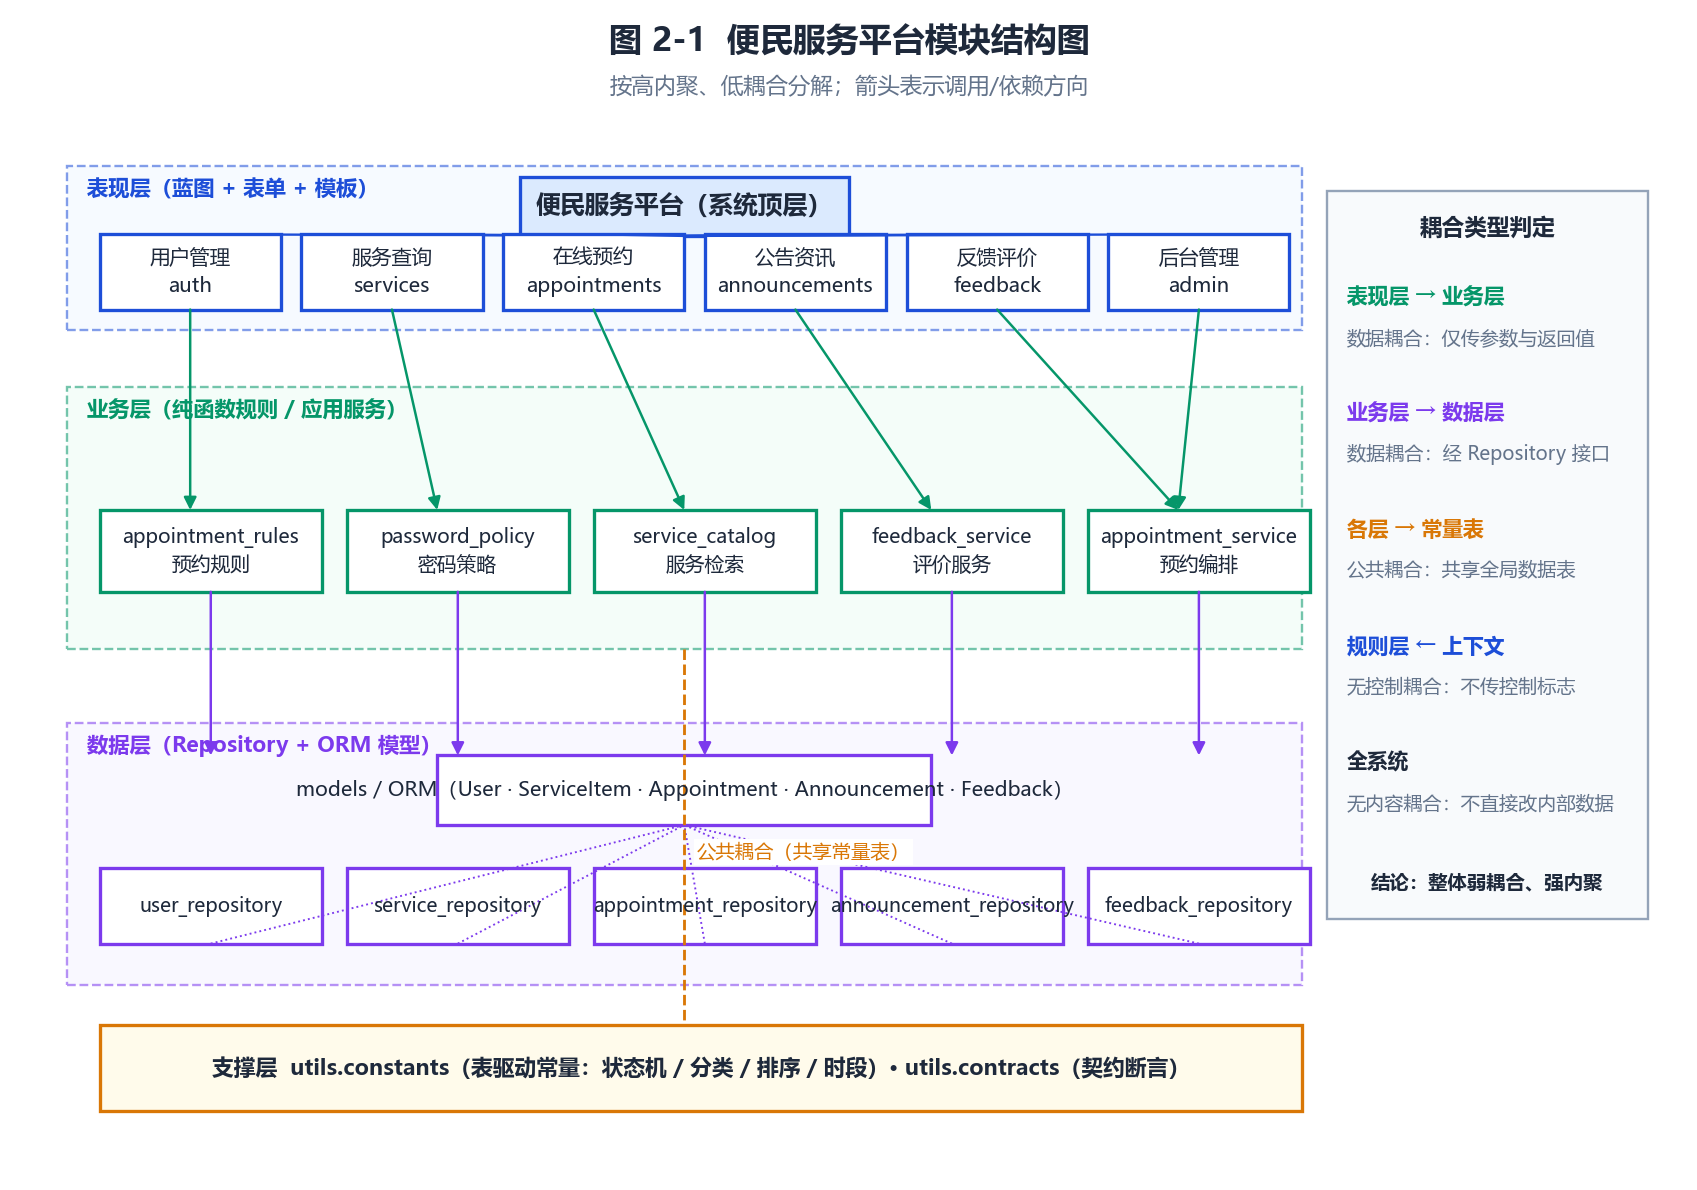 图 2-1 便民服务平台模块结构图
按高内聚、低耦合分解；箭头表示调用/依赖方向
表现层（蓝图 + 表单 + 模板）
便民服务平台（系统顶层）
用户管理
auth
服务查询
services
在线预约
appointments
公告资讯
announcements
反馈评价
feedback
后台管理
admin
业务层（纯函数规则 / 应用服务）
appointment_rules
预约规则
password_policy
密码策略
service_catalog
服务检索
feedback_service
评价服务
appointment_service
预约编排
数据层（Repository + ORM 模型）
models / ORM（User · ServiceItem · Appointment · Announcement · Feedback）
公共耦合（共享常量表）
user_repository
service_repository
appointment_repository
announcement_repository
feedback_repository
支撑层 utils.constants（表驱动常量：状态机 / 分类 / 排序 / 时段）• utils.contracts（契约断言）
耦合类型判定
表现层 → 业务层
数据耦合：仅传参数与返回值
业务层 → 数据层
数据耦合：经 Repository 接口
各层 → 常量表
公共耦合：共享全局数据表
规则层 ← 上下文
无控制耦合：不传控制标志
全系统
无内容耦合：不直接改内部数据
结论：整体弱耦合、强内聚